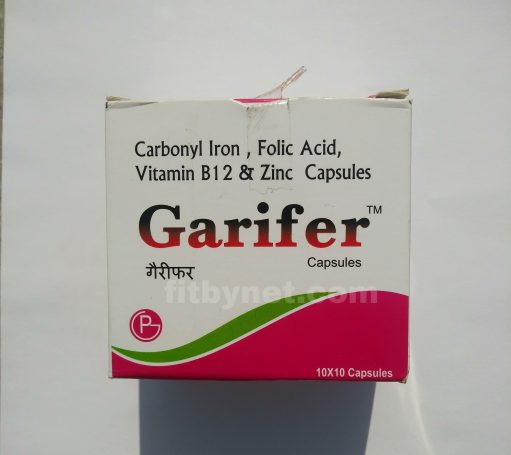 Carbonyl Iron , Folic Acid,
Vitamin B12 & Zinc Capsules
Garifer™
Capsules
गैरीफर
fitbynet.com
10X10 Capsules